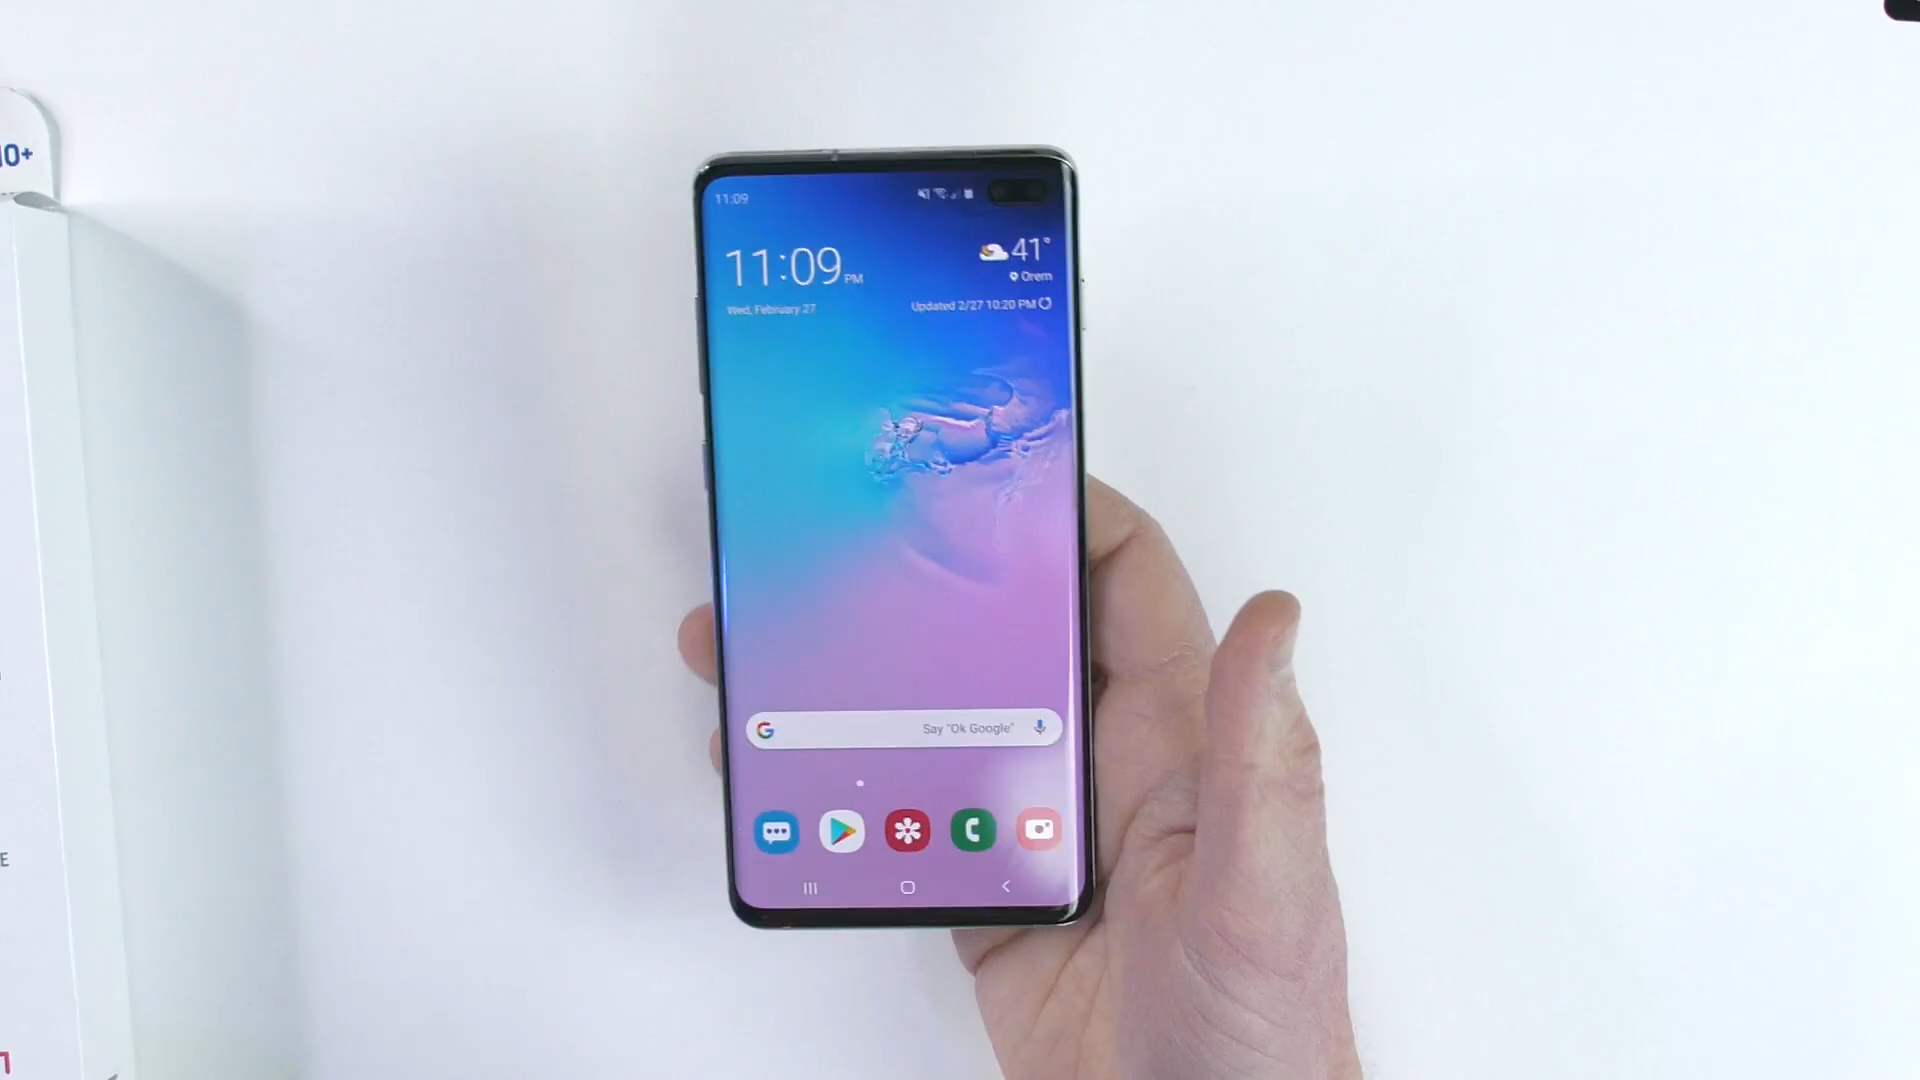 10+
11:09
11:09 PM
41°
Orem
Wed, February 27
Updated 2/27 10:20 PM
Say "Ok Google"
E